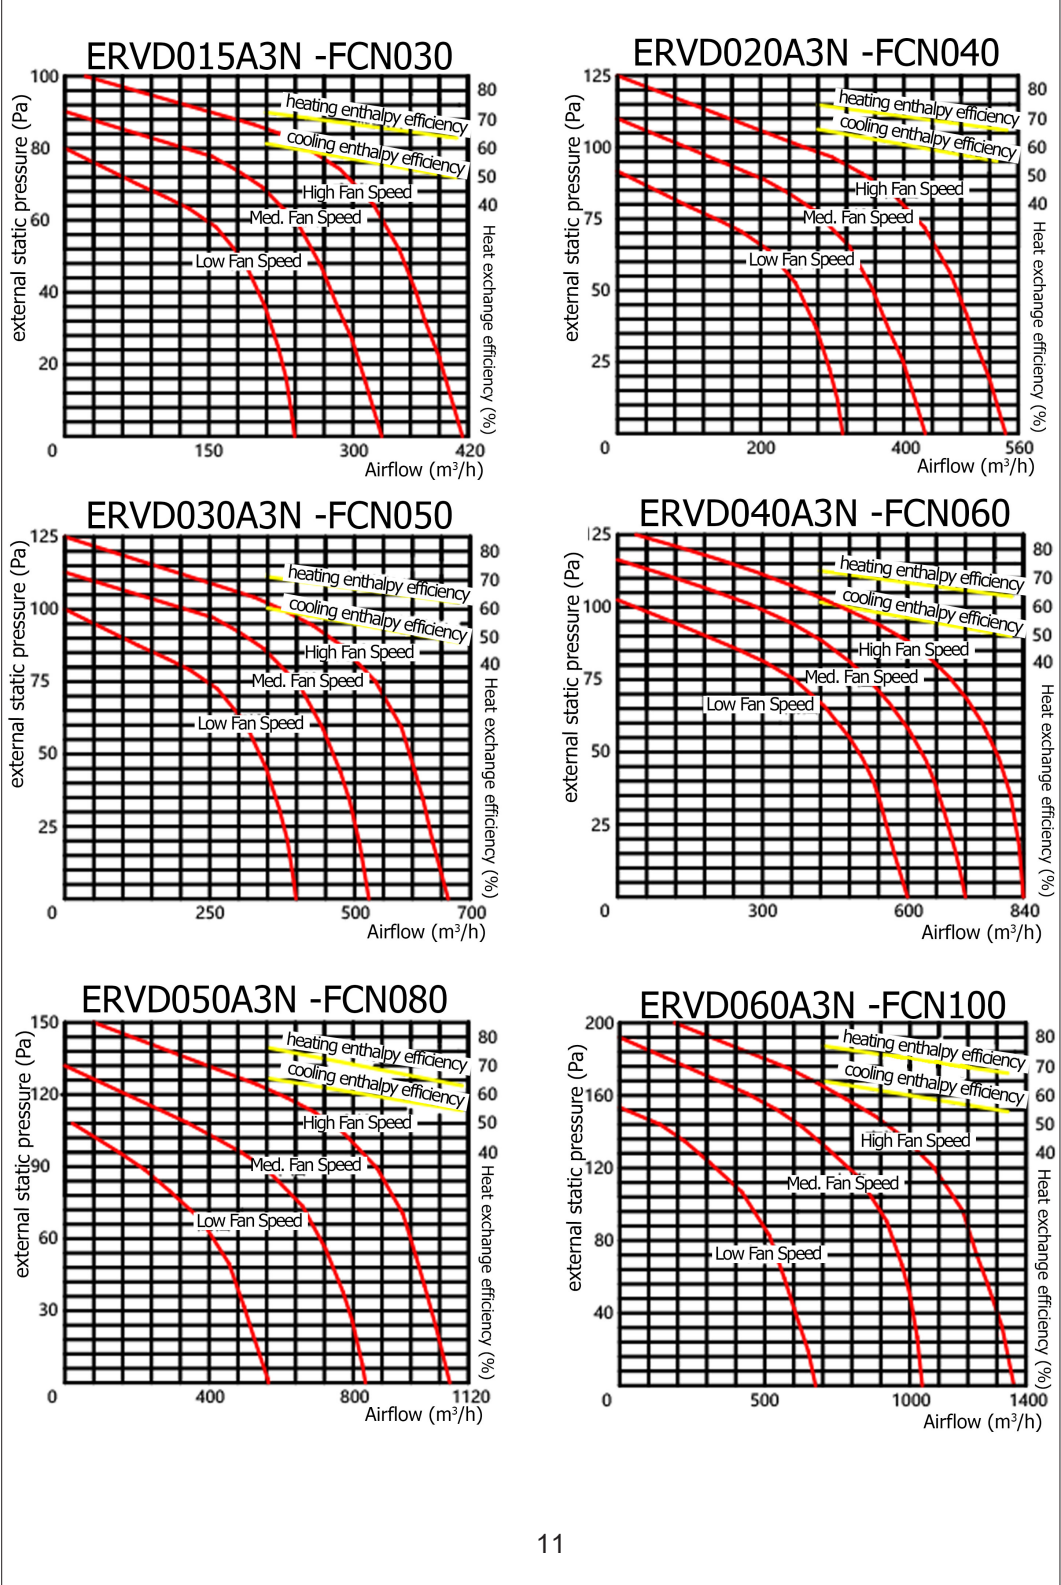 ERVD015A3N -FCN030
external static pressure (Pa)
100
80
60
40
20
0
150
300
420
Airflow (m³/h)
80
70
60
50
40
Heat exchange efficiency (%)
heating enthalpy efficiency
cooling enthalpy efficiency
High Fan Speed
Med. Fan Speed
Low Fan Speed
ERVD020A3N -FCN040
external static pressure (Pa)
125
100
75
50
25
0
200
400
560
Airflow (m³/h)
80
70
60
50
40
Heat exchange efficiency (%)
heating enthalpy efficiency
cooling enthalpy efficiency
High Fan Speed
Med. Fan Speed
Low Fan Speed
ERVD030A3N -FCN050
external static pressure (Pa)
125
100
75
50
25
0
250
500
700
Airflow (m³/h)
80
70
60
50
40
Heat exchange efficiency (%)
heating enthalpy efficiency
cooling enthalpy efficiency
High Fan Speed
Med. Fan Speed
Low Fan Speed
ERVD040A3N -FCN060
external static pressure (Pa)
125
100
75
50
25
0
300
600
840
Airflow (m³/h)
80
70
60
50
40
Heat exchange efficiency (%)
heating enthalpy efficiency
cooling enthalpy efficiency
High Fan Speed
Med. Fan Speed
Low Fan Speed
ERVD050A3N -FCN080
external static pressure (Pa)
150
120
90
60
30
0
400
800
1120
Airflow (m³/h)
80
70
60
50
40
Heat exchange efficiency (%)
heating enthalpy efficiency
cooling enthalpy efficiency
High Fan Speed
Med. Fan Speed
Low Fan Speed
ERVD060A3N -FCN100
external static pressure (Pa)
200
160
120
80
40
0
500
1000
1400
Airflow (m³/h)
80
70
60
50
40
Heat exchange efficiency (%)
heating enthalpy efficiency
cooling enthalpy efficiency
High Fan Speed
Med. Fan Speed
Low Fan Speed
11